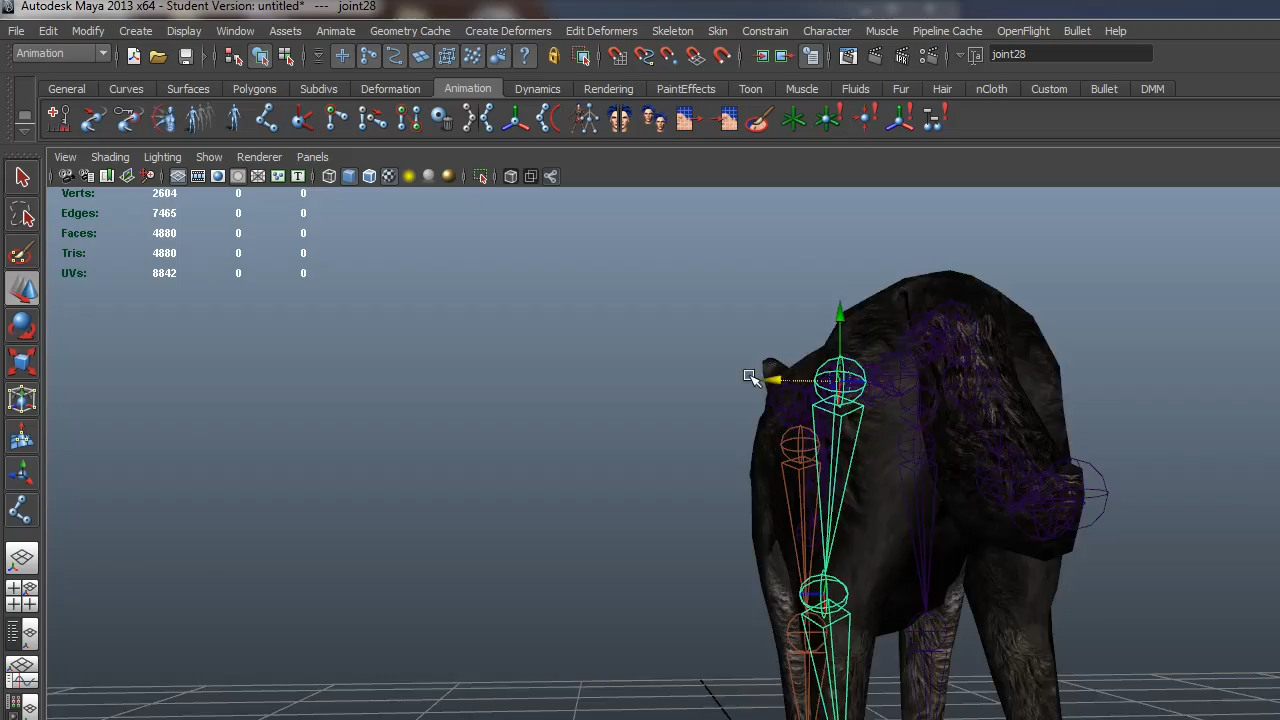 Autodesk Maya 2013 x64 - Student Version: untitled* --- joint28
File Edit Modify Create Display Window Assets Animate Geometry Cache Create Deformers Edit Deformers Skeleton Skin Constrain Character Muscle Pipeline Cache Bullet Help
Animation joint28
General Curves Surfaces Polygons Subdivs Deformation Animation Dynamics Rendering PaintEffects Toon Muscle Fluids Fur Hair nCloth Custom Bullet DMM
View Shading Lighting Show Renderer Panels
Verts: 2604 0 0
Edges: 7465 0 0
Faces: 4880 0 0
Tris: 4880 0 0
UVs: 8842 0 0